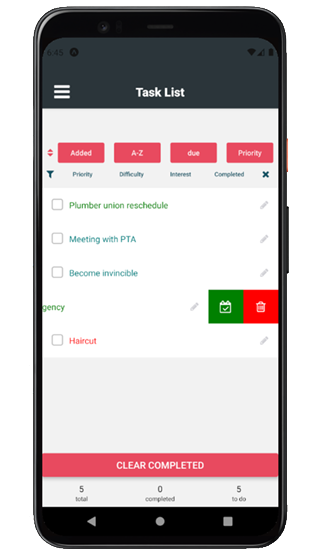 6:45
Task List
Added A-Z due Priority
Priority Difficulty Interest Completed
Plumber union reschedule
Meeting with PTA
Become invincible
gency
Haircut
CLEAR COMPLETED
5 0 5
total completed to do